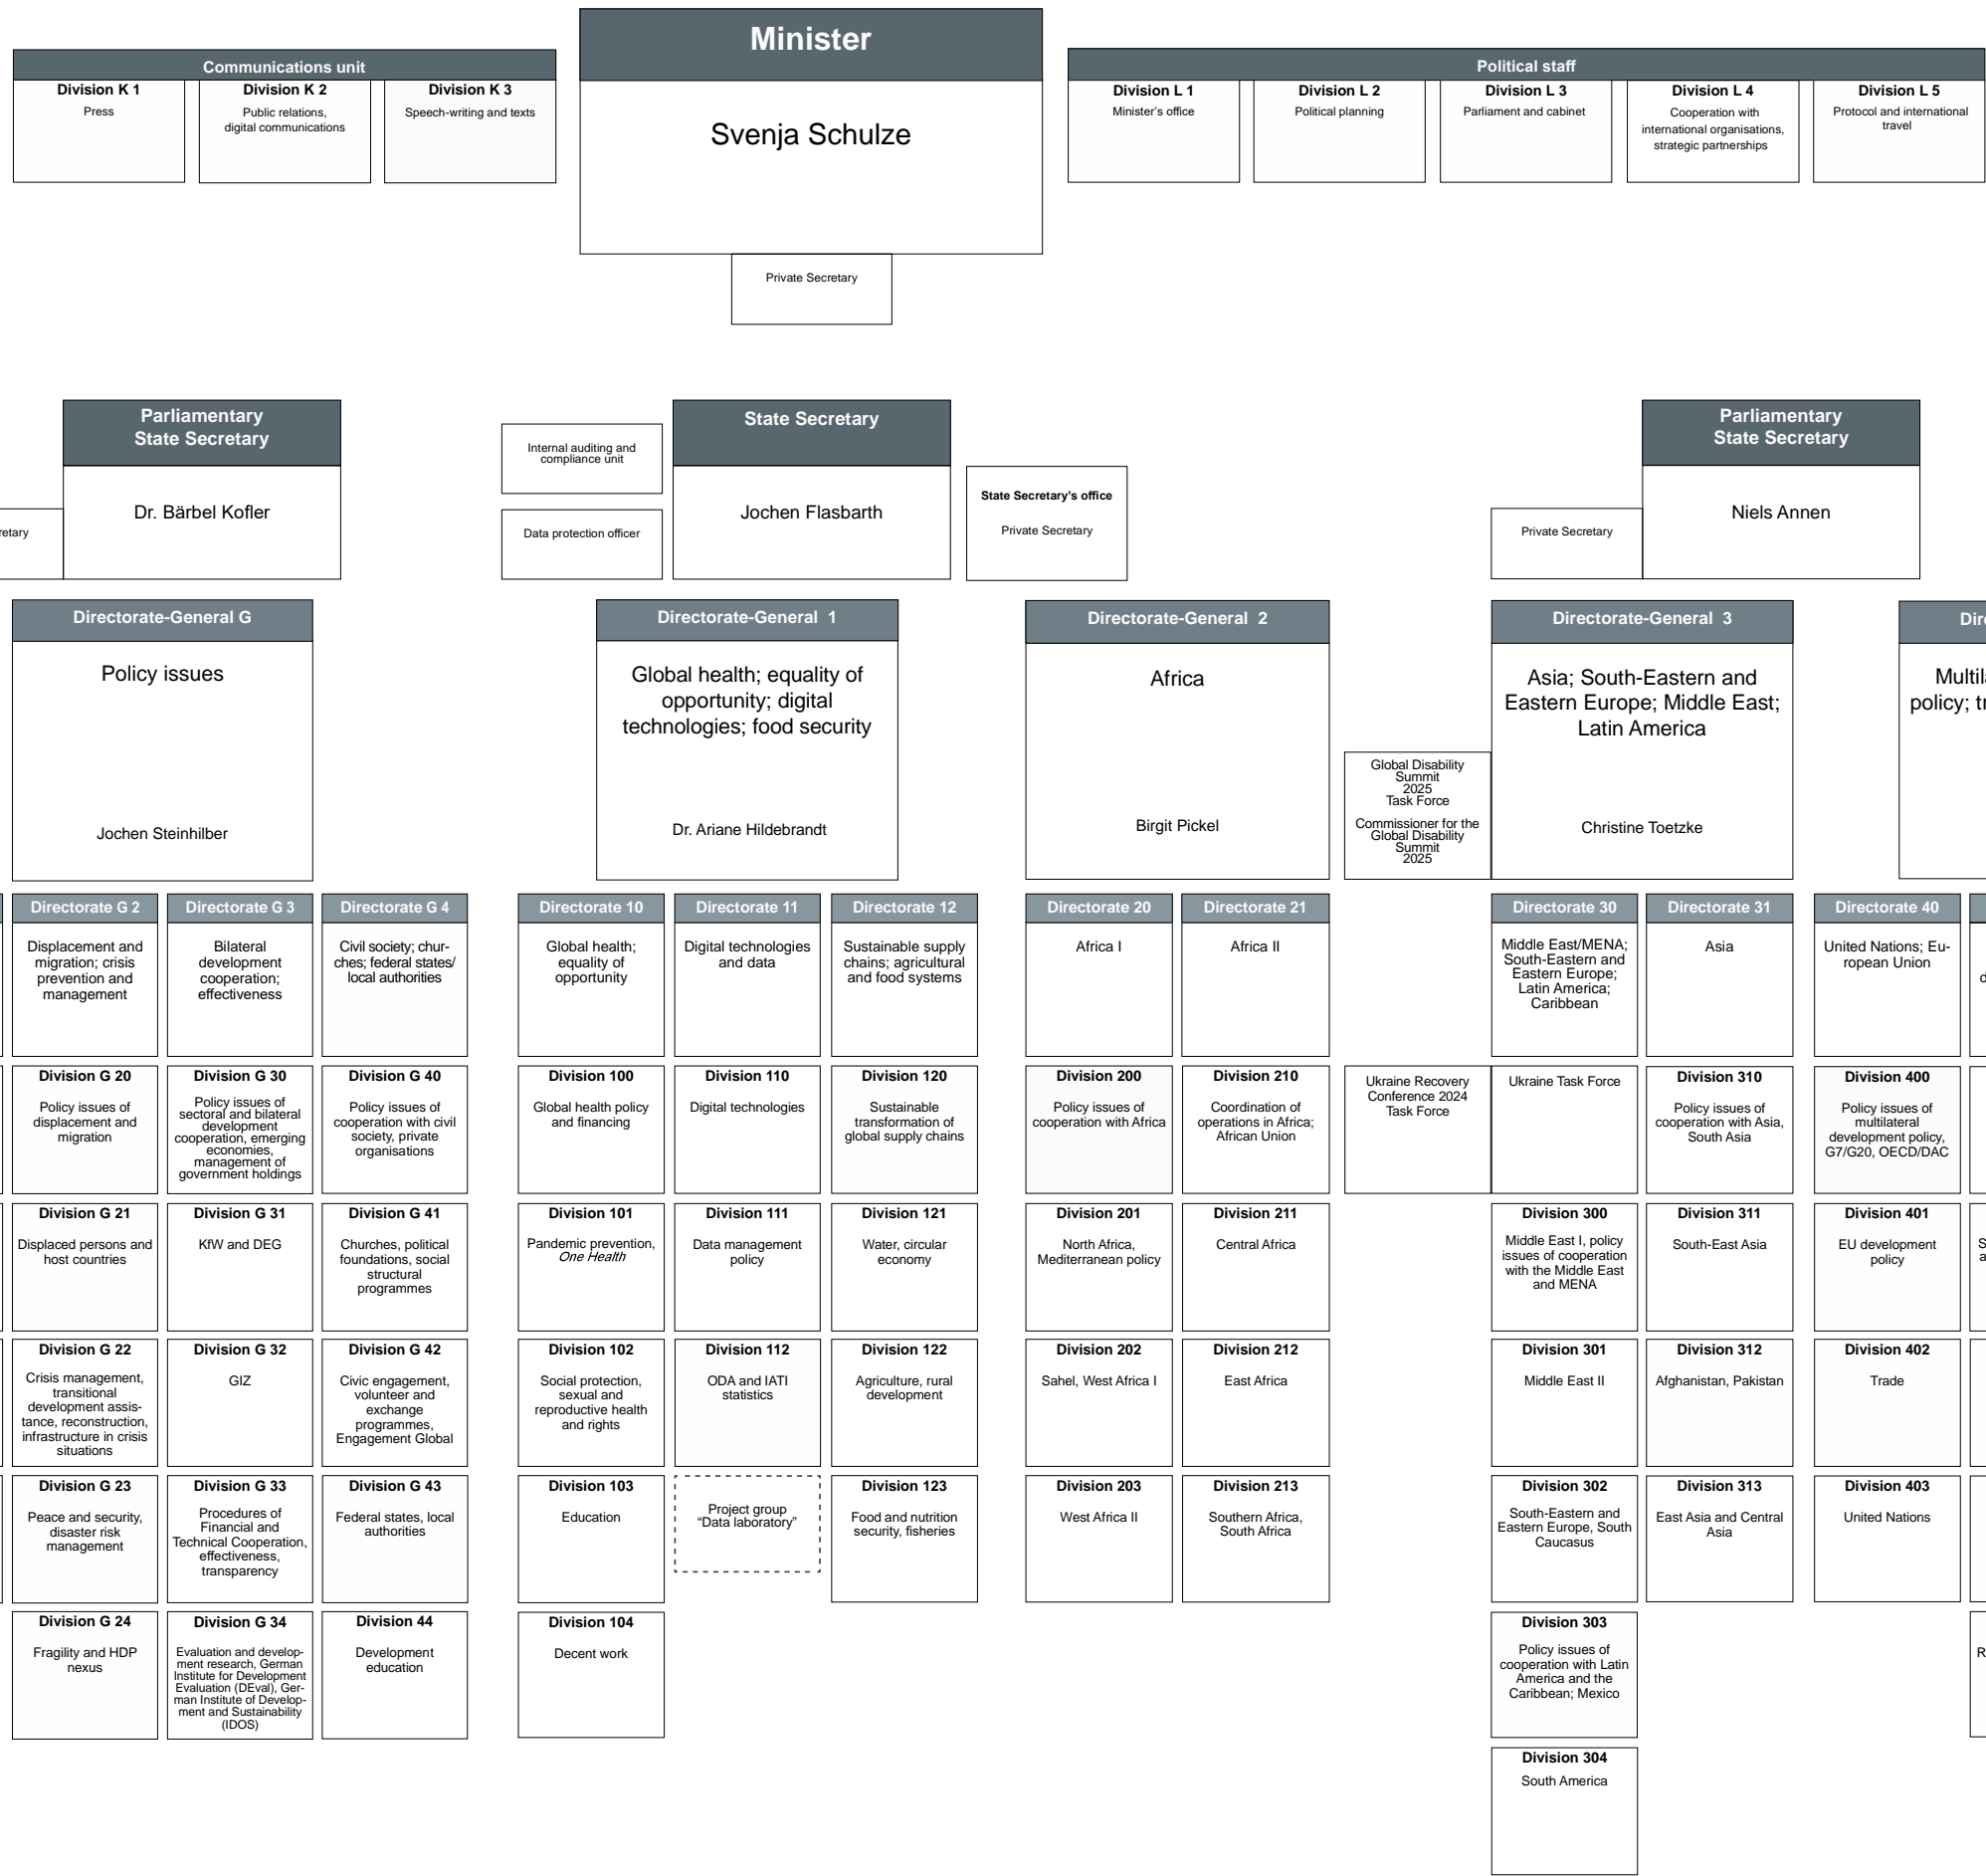 Minister
Svenja Schulze
Private Secretary
Communications unit
Division K 1
Press
Division K 2
Public relations,
digital communications
Division K 3
Speech-writing and texts
Political staff
Division L 1
Minister's office
Division L 2
Political planning
Division L 3
Parliament and cabinet
Division L 4
Cooperation with
international organisations,
strategic partnerships
Division L 5
Protocol and international
travel
Parliamentary
State Secretary
Dr. Bärbel Kofler
Internal auditing and
compliance unit
Data protection officer
State Secretary
Jochen Flasbarth
State Secretary's office
Private Secretary
Private Secretary
Parliamentary
State Secretary
Niels Annen
Directorate-General G
Policy issues
Jochen Steinhilber
Directorate-General 1
Global health; equality of
opportunity; digital
technologies; food security
Dr. Ariane Hildebrandt
Directorate-General 2
Africa
Birgit Pickel
Global Disability
Summit
2025
Task Force
Commissioner for the
Global Disability
Summit
2025
Directorate-General 3
Asia; South-Eastern and
Eastern Europe; Middle East;
Latin America
Christine Toetzke
policy;
Directorate G 2
Displacement and
migration; crisis
prevention and
management
Division G 20
Policy issues of
displacement and
migration
Division G 21
Displaced persons and
host countries
Division G 22
Crisis management,
transitional
development assis-
tance, reconstruction,
infrastructure in crisis
situations
Division G 23
Peace and security,
disaster risk
management
Division G 24
Fragility and HDP
nexus
Directorate G 3
Bilateral
development
cooperation;
effectiveness
Division G 30
Policy issues of
sectoral and bilateral
development
cooperation, emerging
economies,
management of
government holdings
Division G 31
KfW and DEG
Division G 32
GIZ
Division G 33
Procedures of
Financial and
Technical Cooperation,
effectiveness,
transparency
Division G 34
Evaluation and develop-
ment research, German
Institute for Development
Evaluation (DEval), Ger-
man Institute of Develop-
ment and Sustainability
(IDOS)
Directorate G 4
Civil society; chur-
ches; federal states/
local authorities
Division G 40
Policy issues of
cooperation with civil
society, private
organisations
Division G 41
Churches, political
foundations, social
structural
programmes
Division G 42
Civic engagement,
volunteer and
exchange
programmes,
Engagement Global
Division G 43
Federal states, local
authorities
Division 44
Development
education
Directorate 10
Global health;
equality of
opportunity
Division 100
Global health policy
and financing
Division 101
Pandemic prevention,
One Health
Division 102
Social protection,
sexual and
reproductive health
and rights
Division 103
Education
Division 104
Decent work
Directorate 11
Digital technologies
and data
Division 110
Digital technologies
Division 111
Data management
policy
Division 112
ODA and IATI
statistics
Project group
“Data laboratory”
Directorate 12
Sustainable supply
chains; agricultural
and food systems
Division 120
Sustainable
transformation of
global supply chains
Division 121
Water, circular
economy
Division 122
Agriculture, rural
development
Division 123
Food and nutrition
security, fisheries
Directorate 20
Africa I
Division 200
Policy issues of
cooperation with Africa
Division 201
North Africa,
Mediterranean policy
Division 202
Sahel, West Africa I
Division 203
West Africa II
Directorate 21
Africa II
Division 210
Coordination of
operations in Africa;
African Union
Division 211
Central Africa
Division 212
East Africa
Division 213
Southern Africa,
South Africa
Ukraine Recovery
Conference 2024
Task Force
Directorate 30
Middle East/MENA;
South-Eastern and
Eastern Europe;
Latin America;
Caribbean
Ukraine Task Force
Division 300
Middle East I, policy
issues of cooperation
with the Middle East
and MENA
Division 301
Middle East II
Division 302
South-Eastern and
Eastern Europe, South
Caucasus
Division 303
Policy issues of
cooperation with Latin
America and the
Caribbean; Mexico
Division 304
South America
Directorate 31
Asia
Division 310
Policy issues of
cooperation with Asia,
South Asia
Division 311
South-East Asia
Division 312
Afghanistan, Pakistan
Division 313
East Asia and Central
Asia
Directorate 40
United Nations; Eu-
ropean Union
Division 400
Policy issues of
multilateral
development policy,
G7/G20, OECD/DAC
Division 401
EU development
policy
Division 402
Trade
Division 403
United Nations